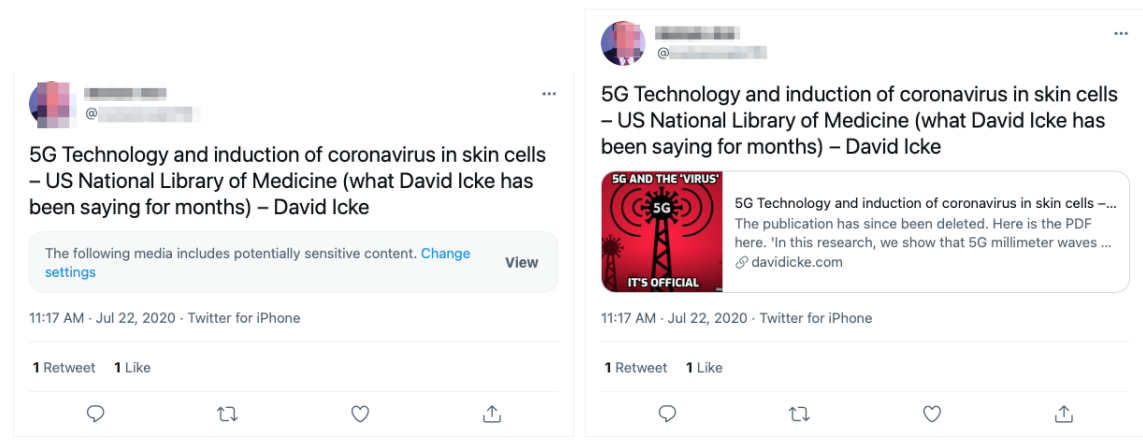 @
5G Technology and induction of coronavirus in skin cells
– US National Library of Medicine (what David Icke has
been saying for months) – David Icke
The following media includes potentially sensitive content. Change
settings
View
11:17 AM · Jul 22, 2020 · Twitter for iPhone
1 Retweet 1 Like
@
5G Technology and induction of coronavirus in skin cells
– US National Library of Medicine (what David Icke has
been saying for months) – David Icke
5G AND THE 'VIRUS'
5G
IT'S OFFICIAL
5G Technology and induction of coronavirus in skin cells –...
The publication has since been deleted. Here is the PDF
here. 'In this research, we show that 5G millimeter waves ...
davidicke.com
11:17 AM · Jul 22, 2020 · Twitter for iPhone
1 Retweet 1 Like